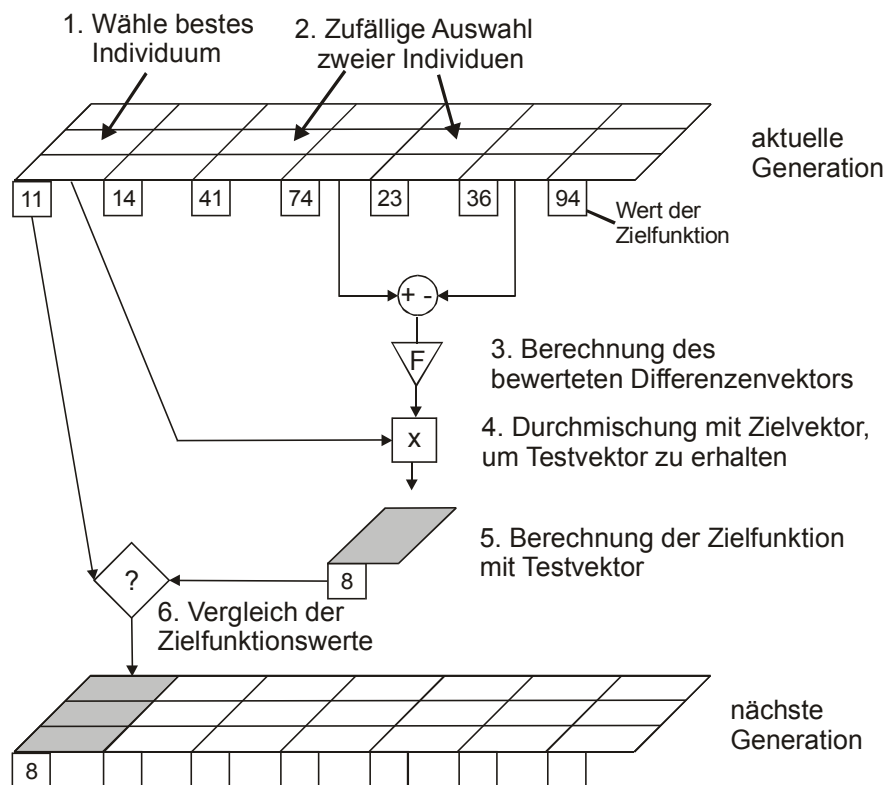 1. Wähle bestes
Individuum
2. Zufällige Auswahl
zweier Individuen
aktuelle
Generation
11
14
41
74
23
36
94
Wert der
Zielfunktion
+ -
F
3. Berechnung des
bewerteten Differenzenvektors
x
4. Durchmischung mit Zielvektor,
um Testvektor zu erhalten
5. Berechnung der Zielfunktion
mit Testvektor
8
?
6. Vergleich der
Zielfunktionswerte
nächste
Generation
8